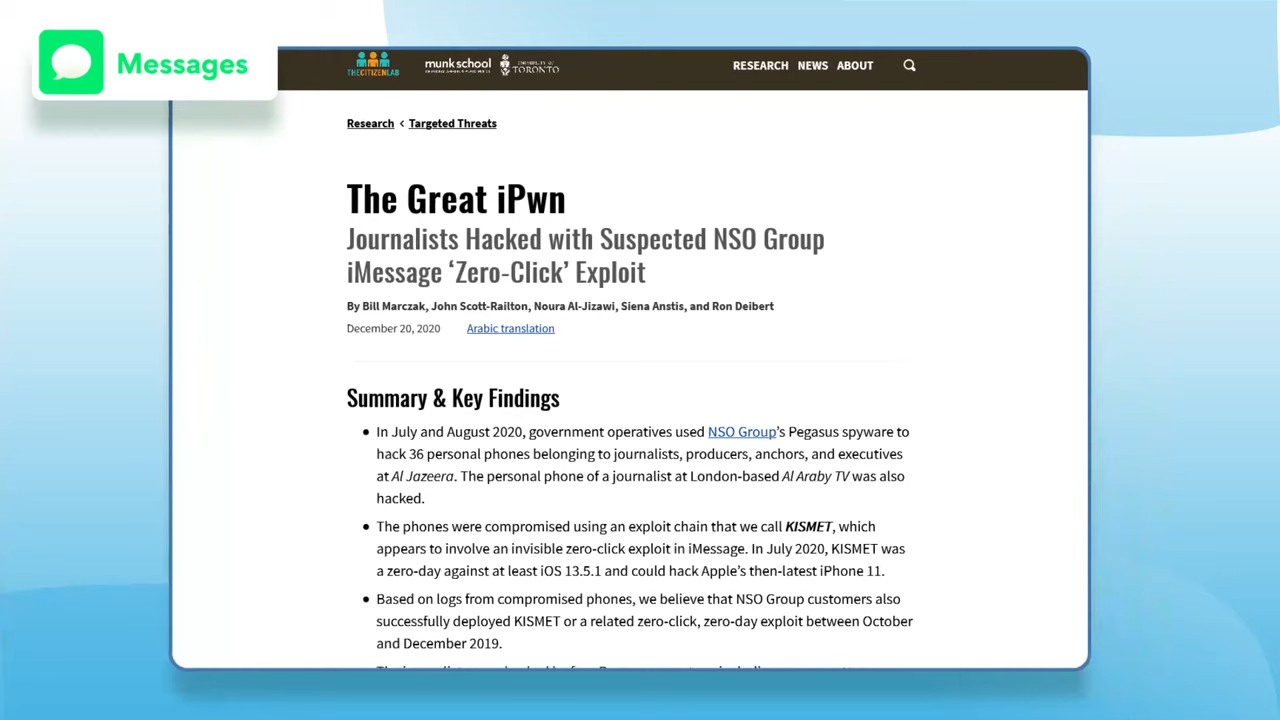 Messages
THECITIZENLAB
munk school
UNIVERSITY OF
TORONTO
RESEARCH NEWS ABOUT
Research < Targeted Threats
The Great iPwn
Journalists Hacked with Suspected NSO Group
iMessage ‘Zero-Click’ Exploit
By Bill Marczak, John Scott-Railton, Noura Al-Jizawi, Siena Anstis, and Ron Deibert
December 20, 2020 Arabic translation
Summary & Key Findings
• In July and August 2020, government operatives used NSO Group’s Pegasus spyware to
hack 36 personal phones belonging to journalists, producers, anchors, and executives
at Al Jazeera. The personal phone of a journalist at London-based Al Araby TV was also
hacked.
• The phones were compromised using an exploit chain that we call KISMET, which
appears to involve an invisible zero-click exploit in iMessage. In July 2020, KISMET was
a zero-day against at least iOS 13.5.1 and could hack Apple’s then-latest iPhone 11.
• Based on logs from compromised phones, we believe that NSO Group customers also
successfully deployed KISMET or a related zero-click, zero-day exploit between October
and December 2019.